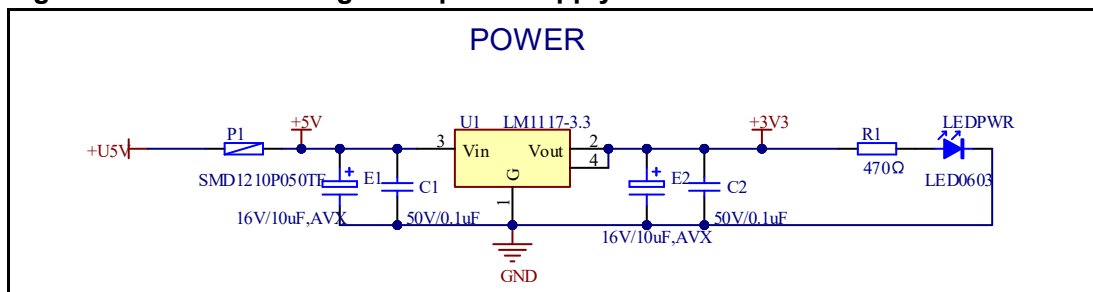 POWER
+U5V
P1
SMD1210P050TF
+5V
E1
16V/10uF,AVX
C1
50V/0.1uF
U1 LM1117-3.3
3 Vin Vout 2
4
G
1
GND
E2
16V/10uF,AVX
C2
50V/0.1uF
+3V3
R1
470Ω
LEDPWR
LED0603